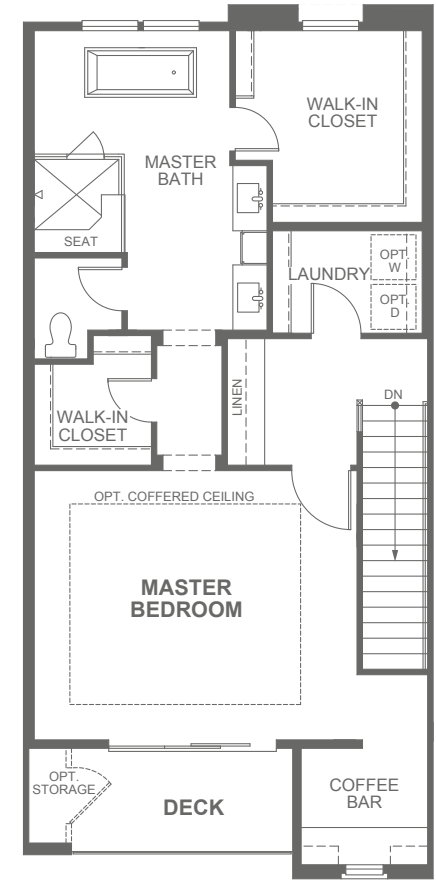 WALK-IN
CLOSET
MASTER
BATH
SEAT
LAUNDRY
OPT.
W
OPT.
D
LINEN
DN
WALK-IN
CLOSET
OPT. COFFERED CEILING
MASTER
BEDROOM
OPT.
STORAGE
DECK
COFFEE
BAR